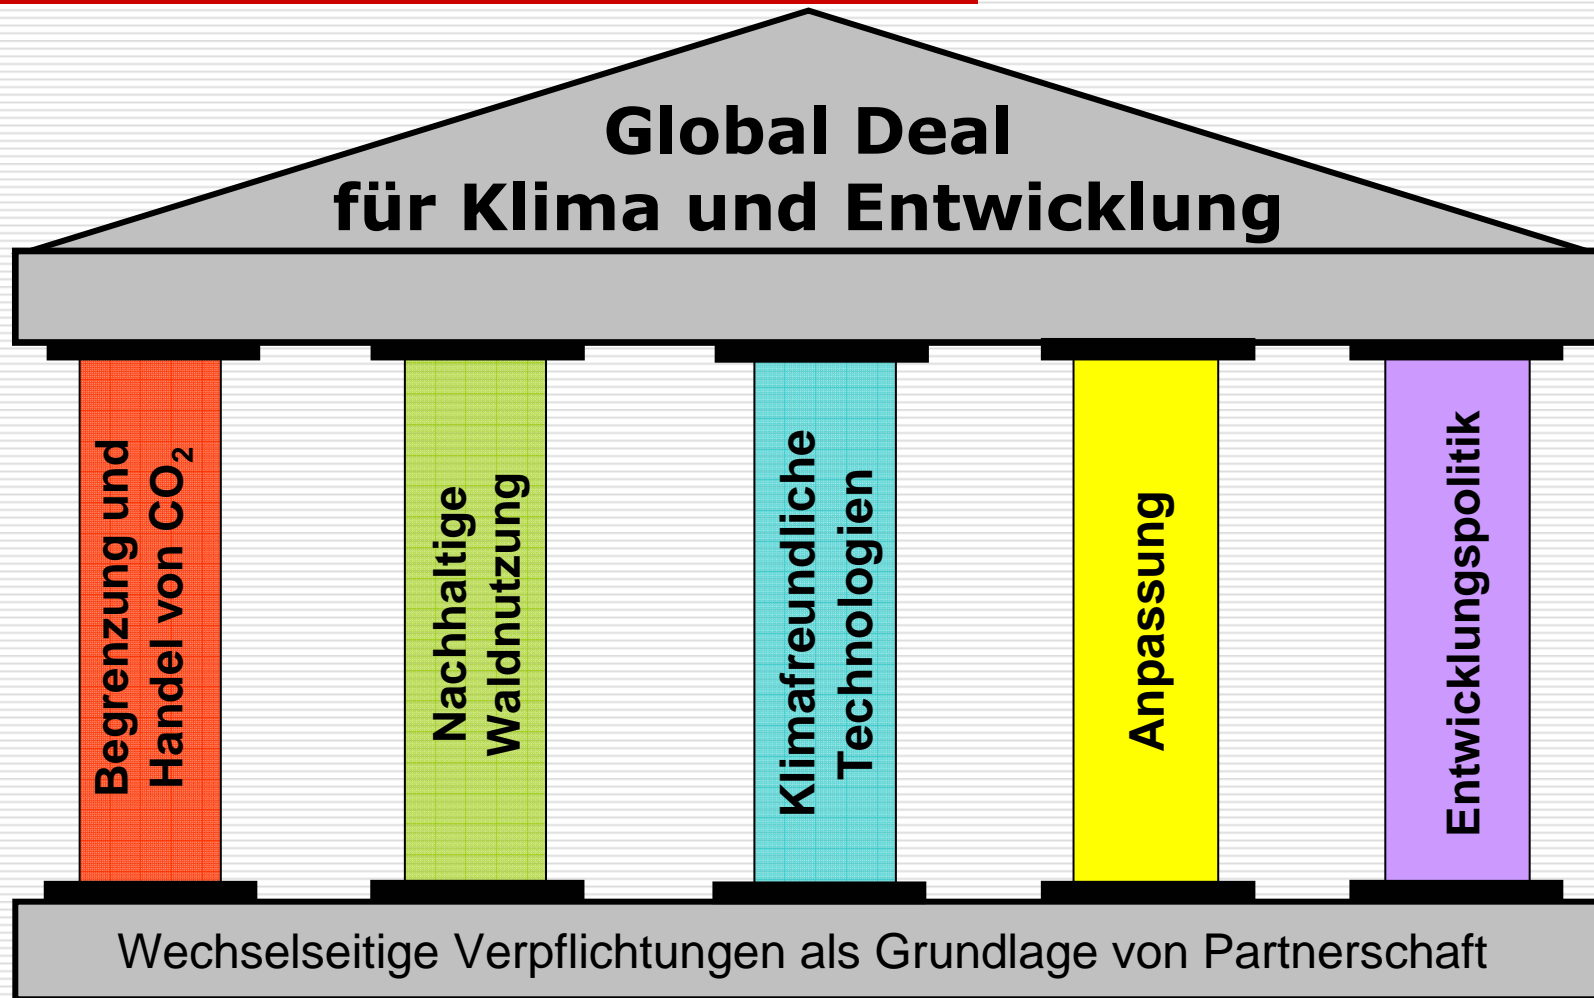 Global Deal
für Klima und Entwicklung
Begrenzung und
Handel von CO₂
Nachhaltige
Waldnutzung
Klimafreundliche
Technologien
Anpassung
Entwicklungspolitik
Wechselseitige Verpflichtungen als Grundlage von Partnerschaft